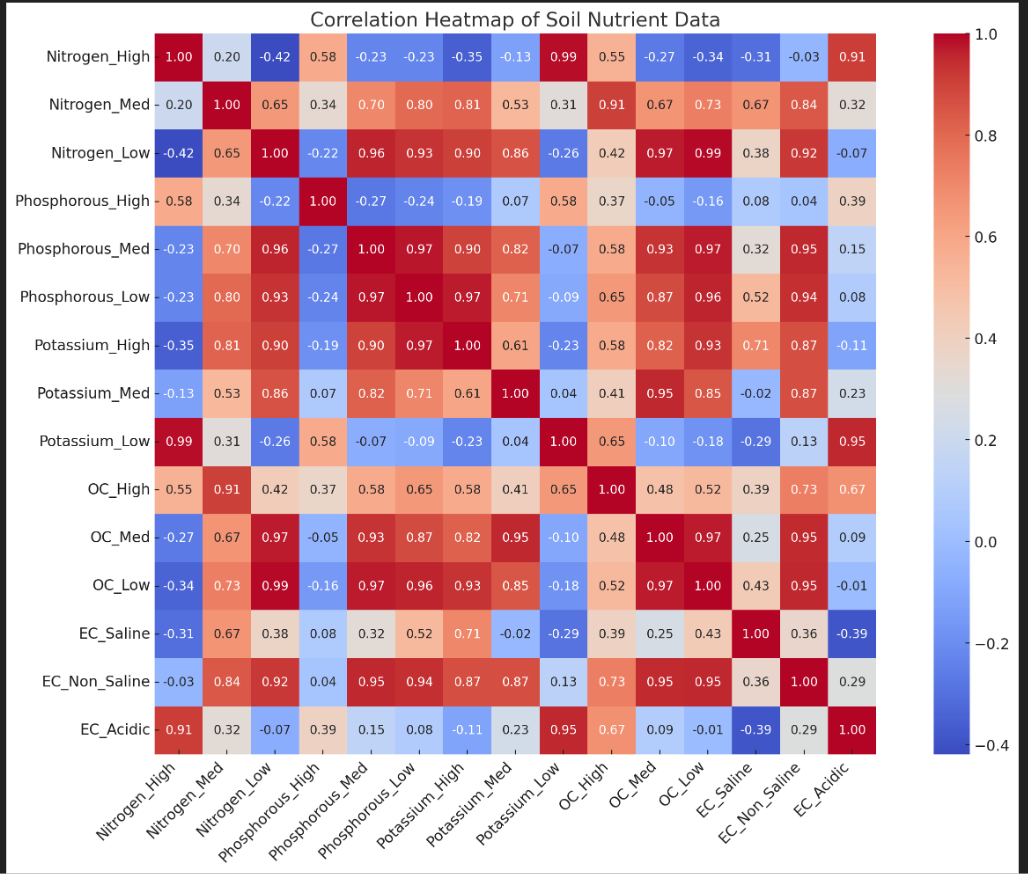 Correlation Heatmap of Soil Nutrient Data
Nitrogen_High 1.00 0.20 -0.42 0.58 -0.23 -0.23 -0.35 -0.13 0.99 0.55 -0.27 -0.34 -0.31 -0.03 0.91
Nitrogen_Med 0.20 1.00 0.65 0.34 0.70 0.80 0.81 0.53 0.31 0.91 0.67 0.73 0.67 0.84 0.32
Nitrogen_Low -0.42 0.65 1.00 -0.22 0.96 0.93 0.90 0.86 -0.26 0.42 0.97 0.99 0.38 0.92 -0.07
Phosphorous_High 0.58 0.34 -0.22 1.00 -0.27 -0.24 -0.19 0.07 0.58 0.37 -0.05 -0.16 0.08 0.04 0.39
Phosphorous_Med -0.23 0.70 0.96 -0.27 1.00 0.97 0.90 0.82 -0.07 0.58 0.93 0.97 0.32 0.95 0.15
Phosphorous_Low -0.23 0.80 0.93 -0.24 0.97 1.00 0.97 0.71 -0.09 0.65 0.87 0.96 0.52 0.94 0.08
Potassium_High -0.35 0.81 0.90 -0.19 0.90 0.97 1.00 0.61 -0.23 0.58 0.82 0.93 0.71 0.87 -0.11
Potassium_Med -0.13 0.53 0.86 0.07 0.82 0.71 0.61 1.00 0.04 0.41 0.95 0.85 -0.02 0.87 0.23
Potassium_Low 0.99 0.31 -0.26 0.58 -0.07 -0.09 -0.23 0.04 1.00 0.65 -0.10 -0.18 -0.29 0.13 0.95
OC_High 0.55 0.91 0.42 0.37 0.58 0.65 0.58 0.41 0.65 1.00 0.48 0.52 0.39 0.73 0.67
OC_Med -0.27 0.67 0.97 -0.05 0.93 0.87 0.82 0.95 -0.10 0.48 1.00 0.97 0.25 0.95 0.09
OC_Low -0.34 0.73 0.99 -0.16 0.97 0.96 0.93 0.85 -0.18 0.52 0.97 1.00 0.43 0.95 -0.01
EC_Saline -0.31 0.67 0.38 0.08 0.32 0.52 0.71 -0.02 -0.29 0.39 0.25 0.43 1.00 0.36 -0.39
EC_Non_Saline -0.03 0.84 0.92 0.04 0.95 0.94 0.87 0.87 0.13 0.73 0.95 0.95 0.36 1.00 0.29
EC_Acidic 0.91 0.32 -0.07 0.39 0.15 0.08 -0.11 0.23 0.95 0.67 0.09 -0.01 -0.39 0.29 1.00
Nitrogen_High
Nitrogen_Med
Nitrogen_Low
Phosphorous_High
Phosphorous_Med
Phosphorous_Low
Potassium_High
Potassium_Med
Potassium_Low
OC_High
OC_Med
OC_Low
EC_Saline
EC_Non_Saline
EC_Acidic
1.0
0.8
0.6
0.4
0.2
0.0
−0.2
−0.4